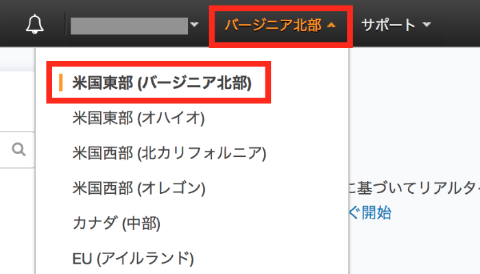 バージニア北部 サポート
米国東部 (バージニア北部)
米国東部 (オハイオ)
米国西部 (北カリフォルニア)
米国西部 (オレゴン)
に基づいてリアルタ
カナダ (中部)
ぐ開始
EU (アイルランド)